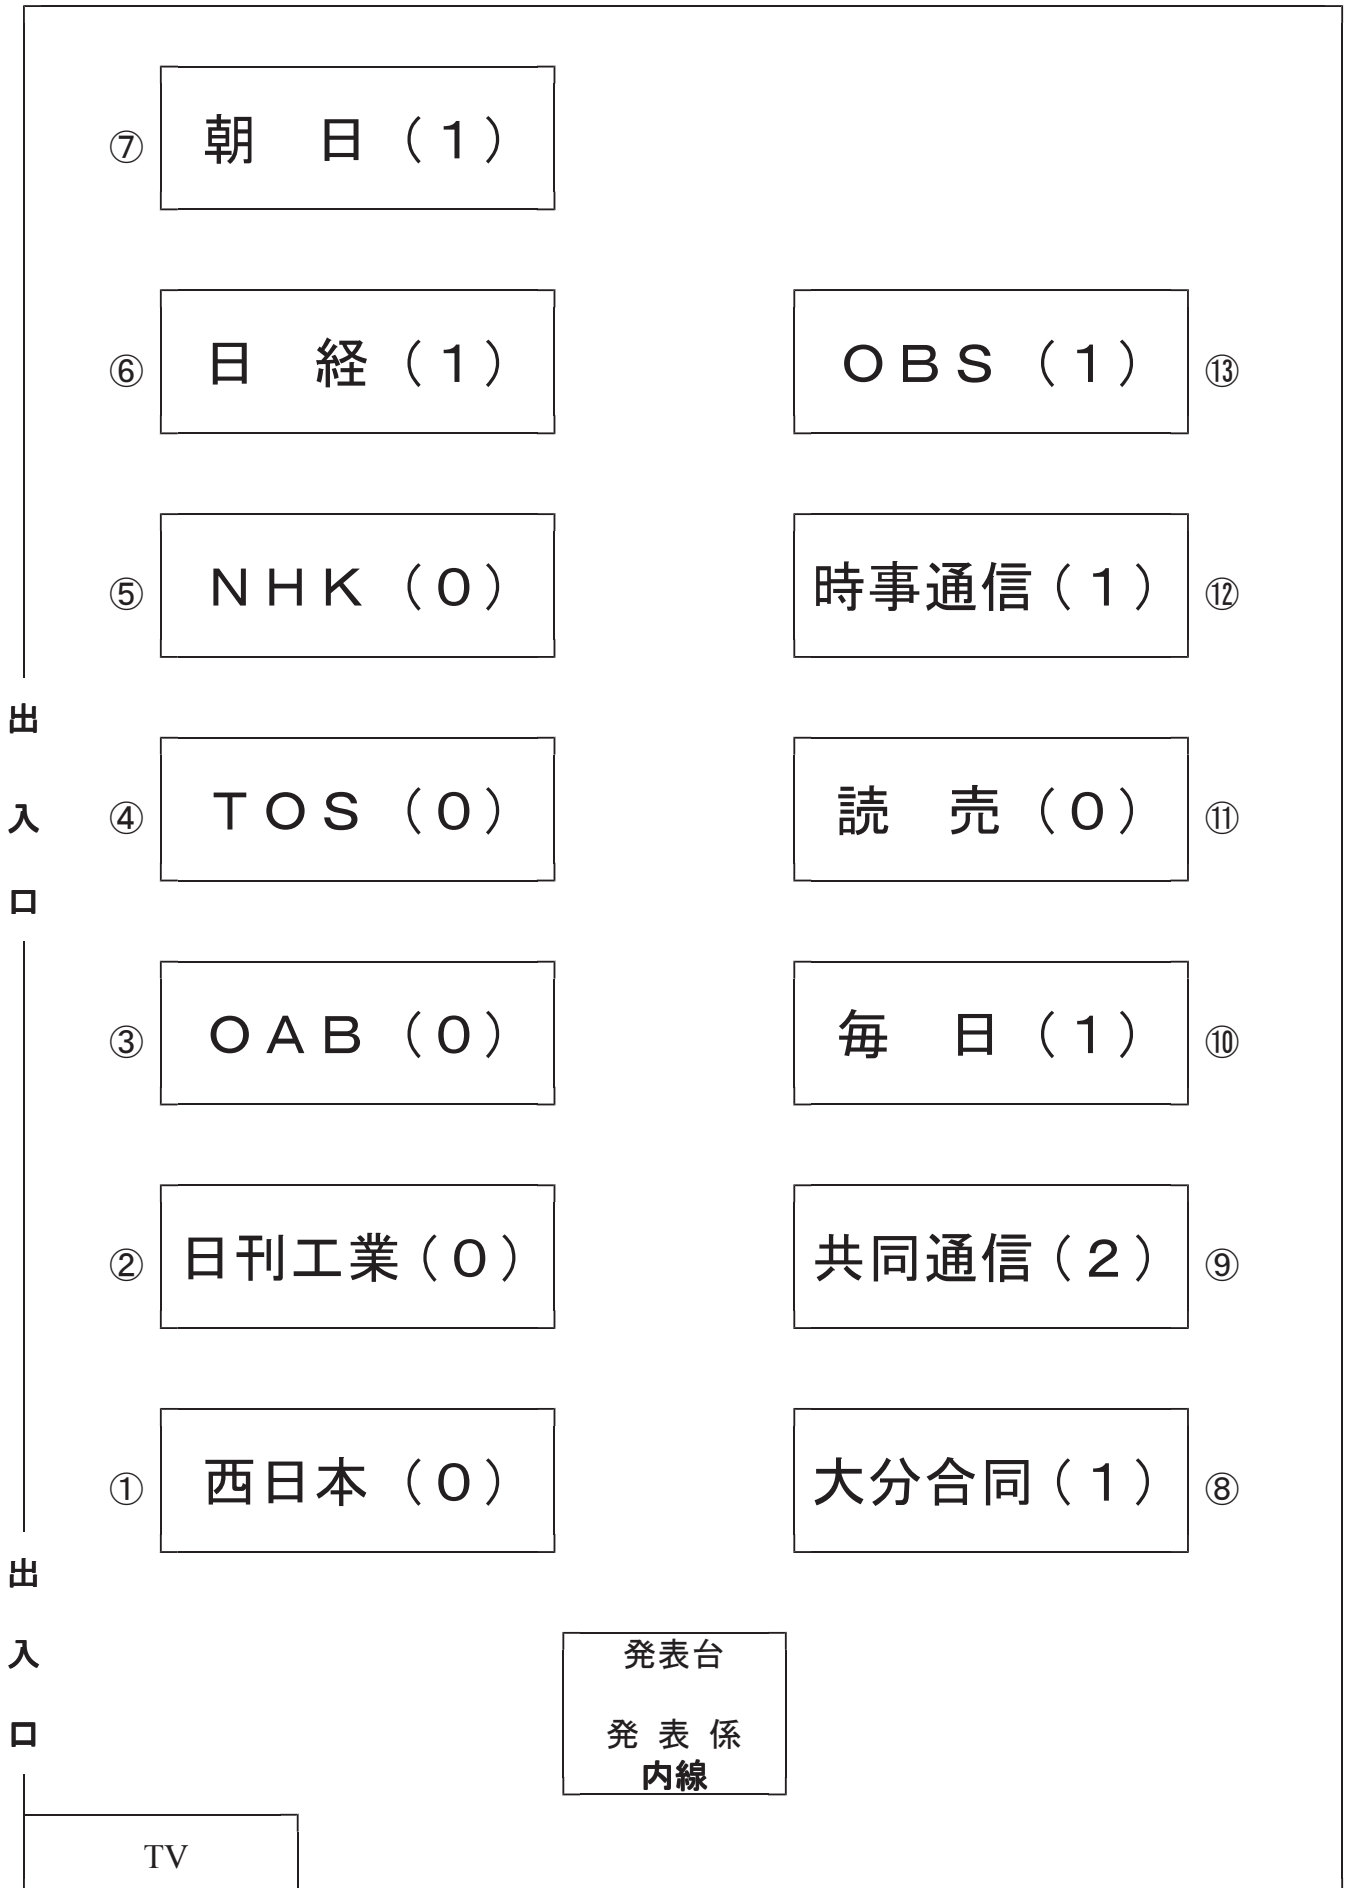 ⑦ 朝　日（１）
⑥ 日　経（１）
ＯＢＳ（１） ⑬
⑤ ＮＨＫ（０）
時事通信（１） ⑫
出入口
④ ＴＯＳ（０）
読　売（０） ⑪
③ ＯＡＢ（０）
毎　日（１） ⑩
② 日刊工業（０）
共同通信（２） ⑨
① 西日本（０）
大分合同（１） ⑧
出入口
発表台
発 表 係
内線
TV